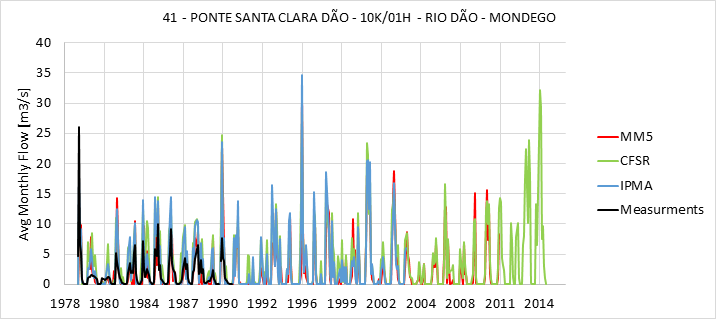 41 - PONTE SANTA CLARA DÃO - 10K/01H - RIO DÃO - MONDEGO
Avg Monthly Flow [m3/s]
40
35
30
25
20
15
10
5
0
1978 1980 1981 1984 1987 1990 1992 1996 1999 2002 2004 2008 2011 2014
MM5
CFSR
IPMA
Measurments